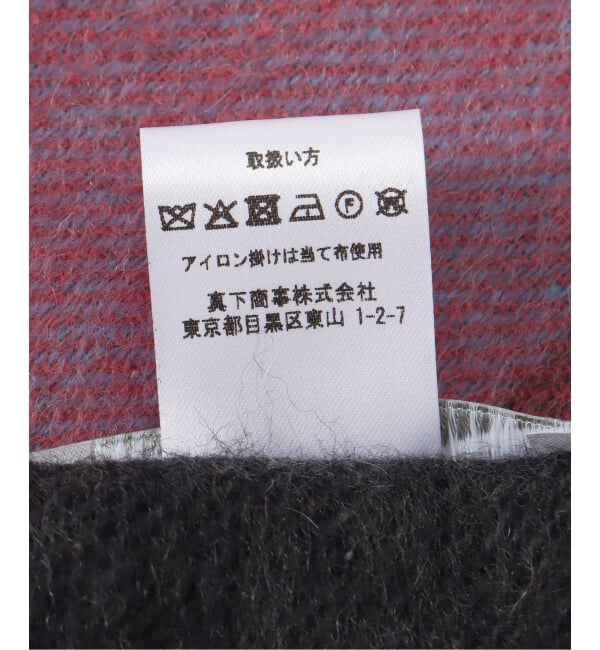 取扱い方
F W
アイロン掛けは当て布使用
真下商事株式会社
東京都目黒区東山 1-2-7